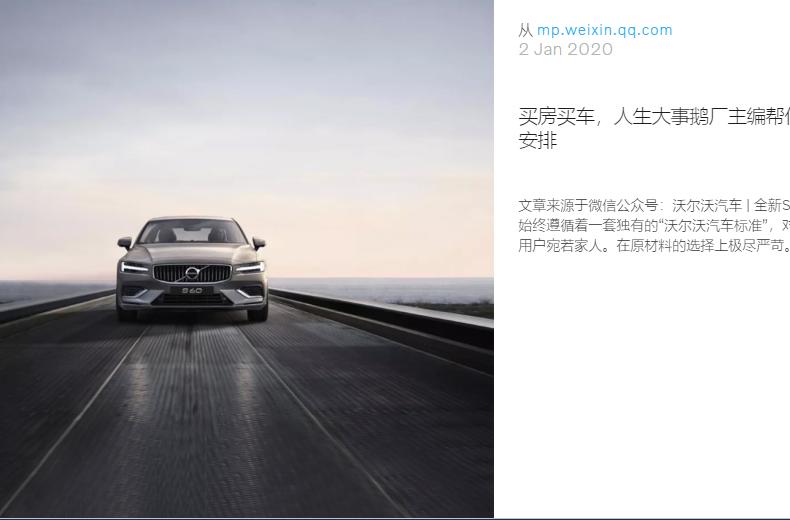 S60
从 mp.weixin.qq.com
2 Jan 2020
买房买车，人生大事鹅厂主编帮
安排
文章来源于微信公众号：沃尔沃汽车 | 全新S
始终遵循着一套独有的“沃尔沃汽车标准”，对
用户宛若家人。在原材料的选择上极尽严苛。